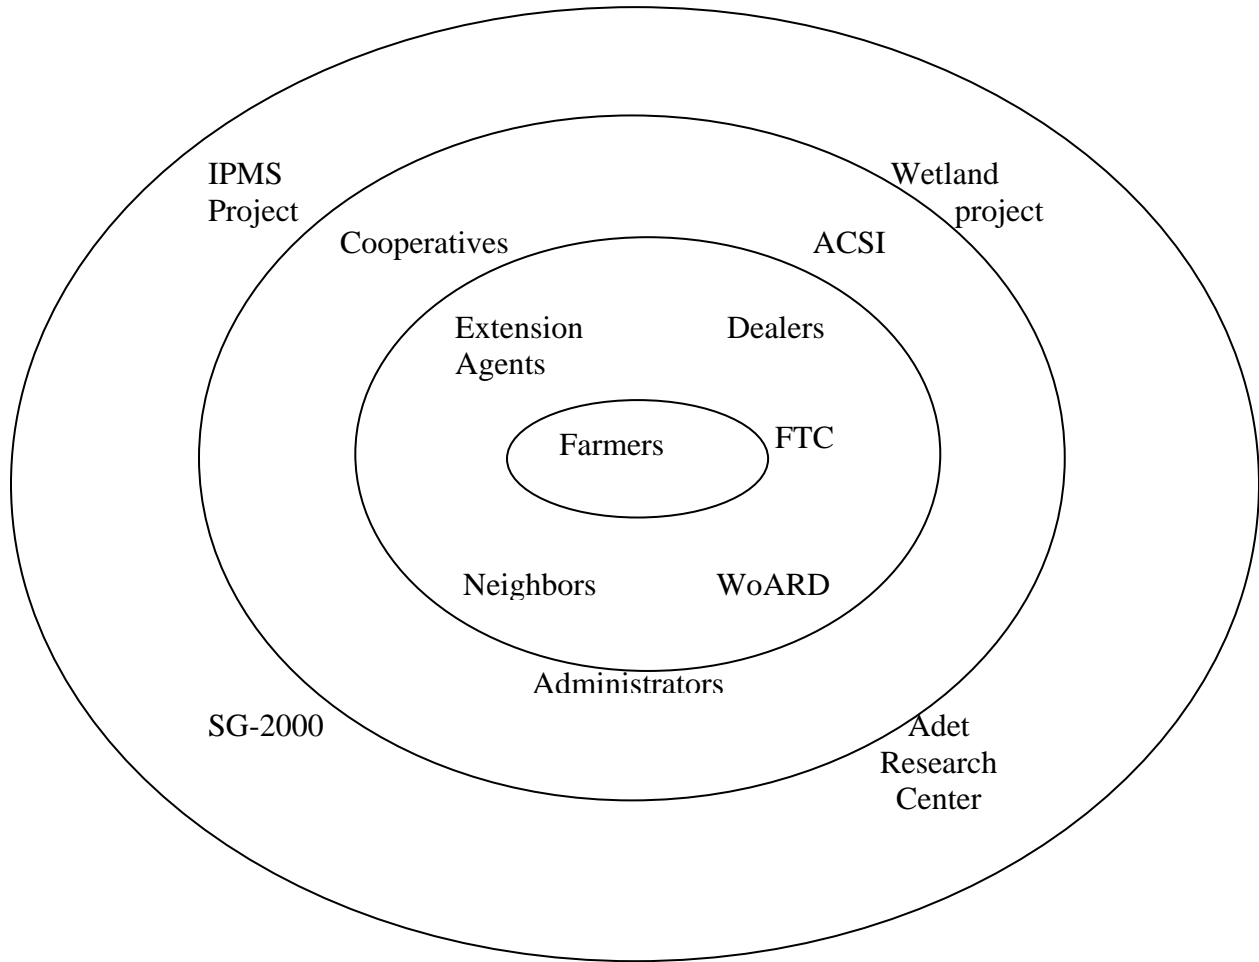 IPMS
Project
Wetland
project
Cooperatives
ACSI
Extension
Agents
Dealers
Farmers
FTC
Neighbors
WoARD
Administrators
SG-2000
Adet
Research
Center